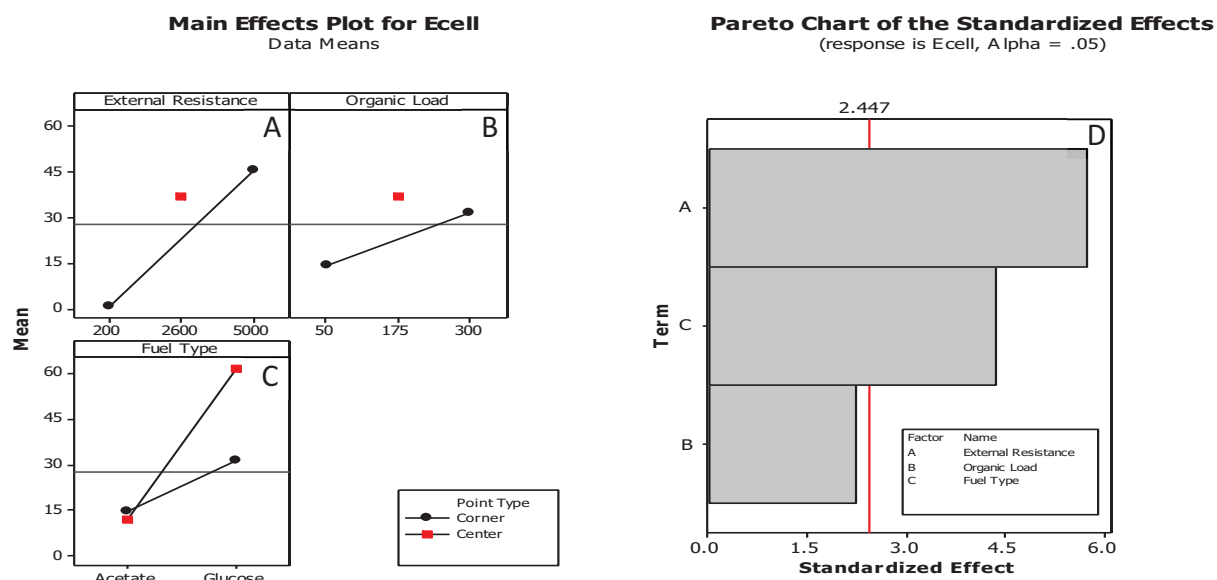 Main Effects Plot for Ecell
Data Means
External Resistance
Organic Load
A
B
60
45
30
15
0
200 2600 5000
50 175 300
Mean
Fuel Type
C
60
45
30
15
0
Acetate Glucose
Point Type
Corner
Center
Pareto Chart of the Standardized Effects
(response is Ecell, Alpha = .05)
2.447
D
Term
A
C
B
Factor Name
A External Resistance
B Organic Load
C Fuel Type
0.0 1.5 3.0 4.5 6.0
Standardized Effect